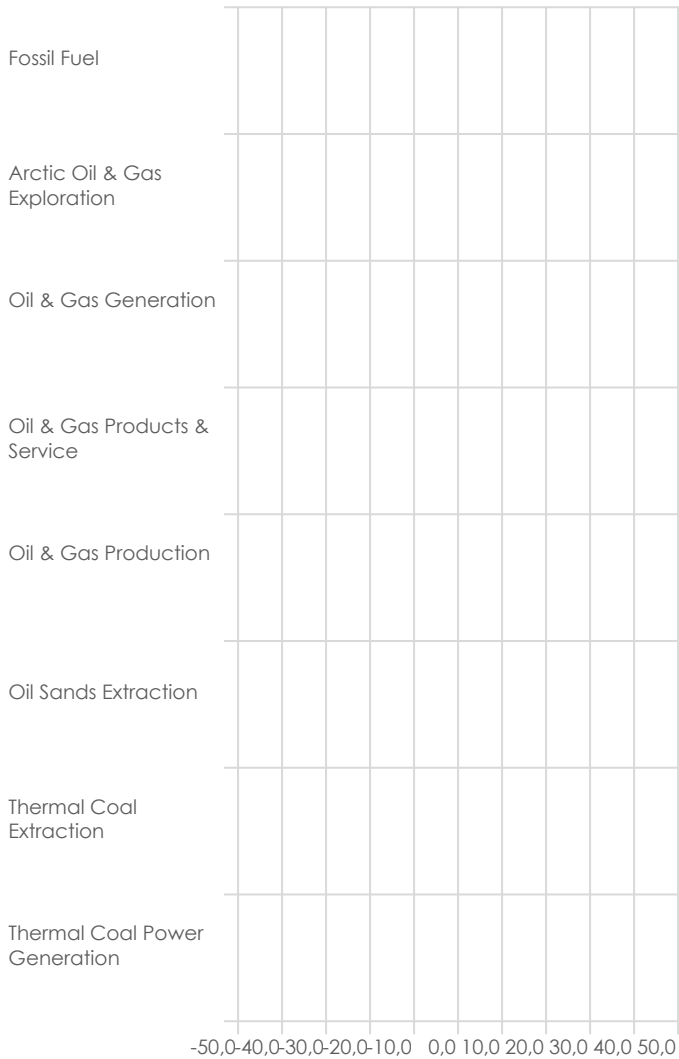 Fossil Fuel
Arctic Oil & Gas
Exploration
Oil & Gas Generation
Oil & Gas Products &
Service
Oil & Gas Production
Oil Sands Extraction
Thermal Coal
Extraction
Thermal Coal Power
Generation
-50,0-40,0-30,0-20,0-10,0 0,0 10,0 20,0 30,0 40,0 50,0